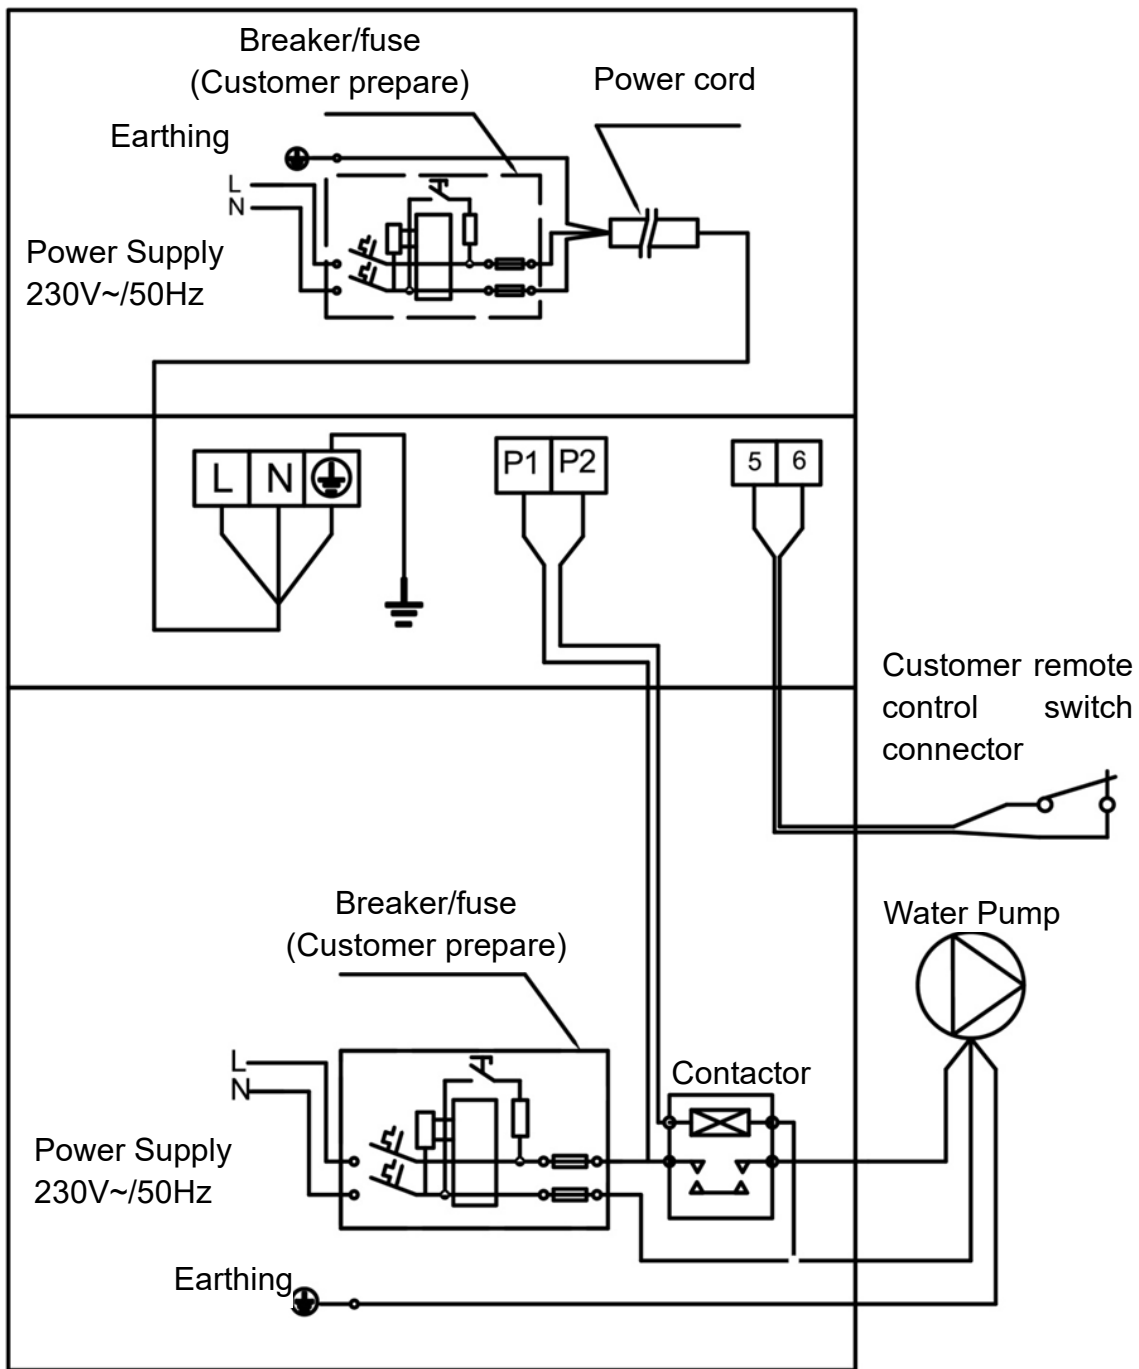 Breaker/fuse
(Customer prepare)
Power cord
Earthing
L
N
Power Supply
230V~/50Hz
L N
P1 P2
5 6
Customer remote
control switch
connector
Breaker/fuse
(Customer prepare)
Water Pump
L
N
Contactor
Power Supply
230V~/50Hz
Earthing